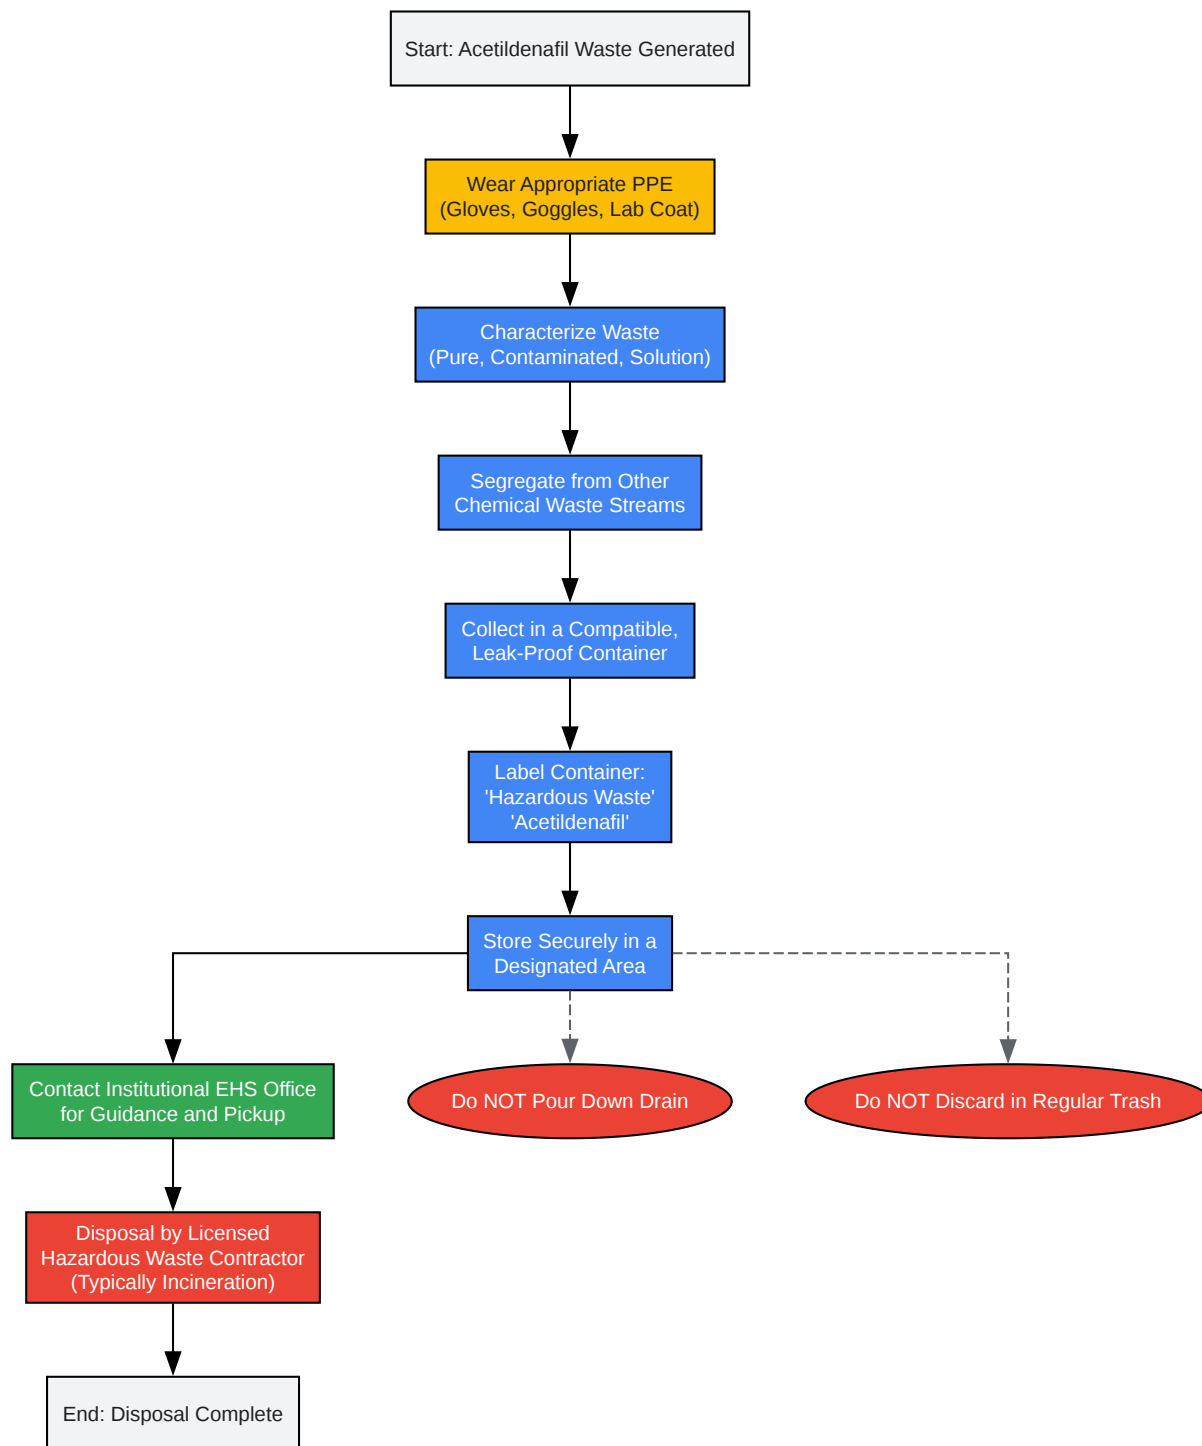 Start: Acetildenafil Waste Generated
Wear Appropriate PPE
(Gloves, Goggles, Lab Coat)
Characterize Waste
(Pure, Contaminated, Solution)
Segregate from Other
Chemical Waste Streams
Collect in a Compatible,
Leak-Proof Container
Label Container:
'Hazardous Waste'
'Acetildenafil'
Store Securely in a
Designated Area
Contact Institutional EHS Office
for Guidance and Pickup
Do NOT Pour Down Drain
Do NOT Discard in Regular Trash
Disposal by Licensed
Hazardous Waste Contractor
(Typically Incineration)
End: Disposal Complete